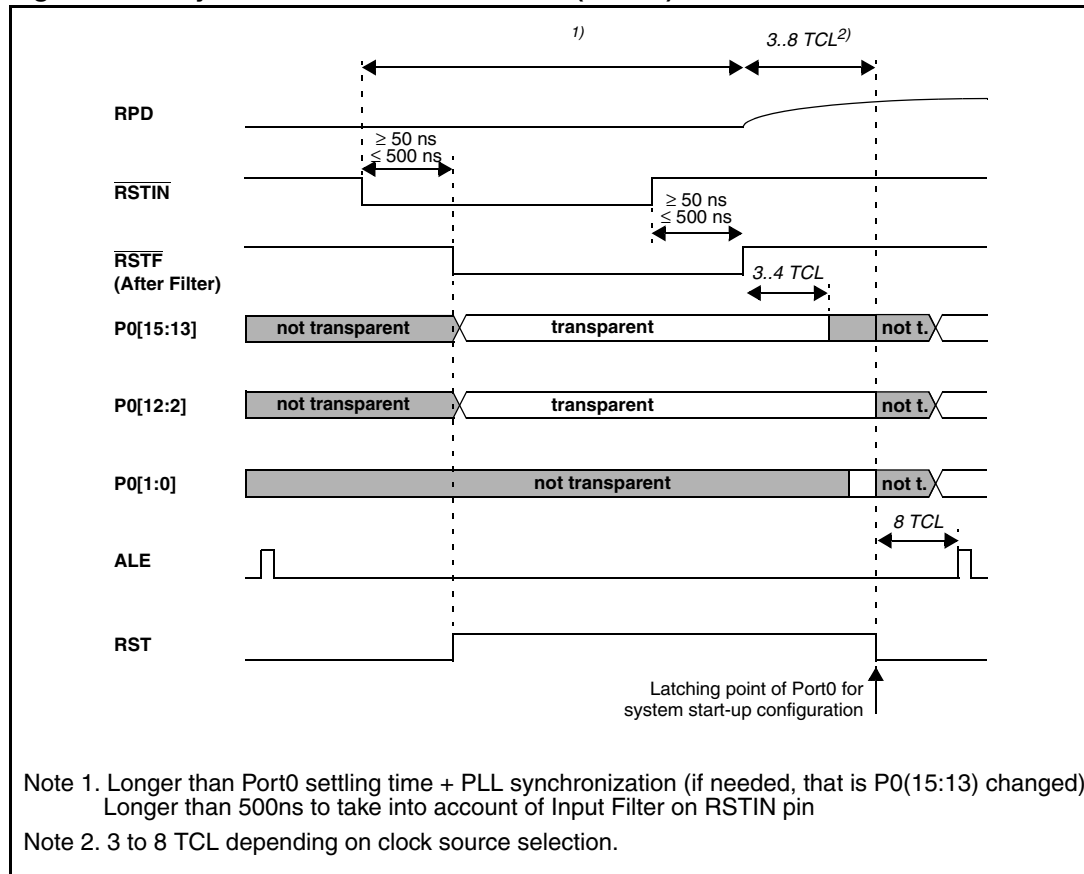 1)
3..8 TCL2)
RPD
≥ 50 ns
≤ 500 ns
RSTIN
≥ 50 ns
≤ 500 ns
RSTF
(After Filter)
3..4 TCL
P0[15:13] not transparent transparent not t.
P0[12:2] not transparent transparent not t.
P0[1:0] not transparent not t.
8 TCL
ALE
RST
Latching point of Port0 for
system start-up configuration
Note 1. Longer than Port0 settling time + PLL synchronization (if needed, that is P0(15:13) changed)
Longer than 500ns to take into account of Input Filter on RSTIN pin
Note 2. 3 to 8 TCL depending on clock source selection.